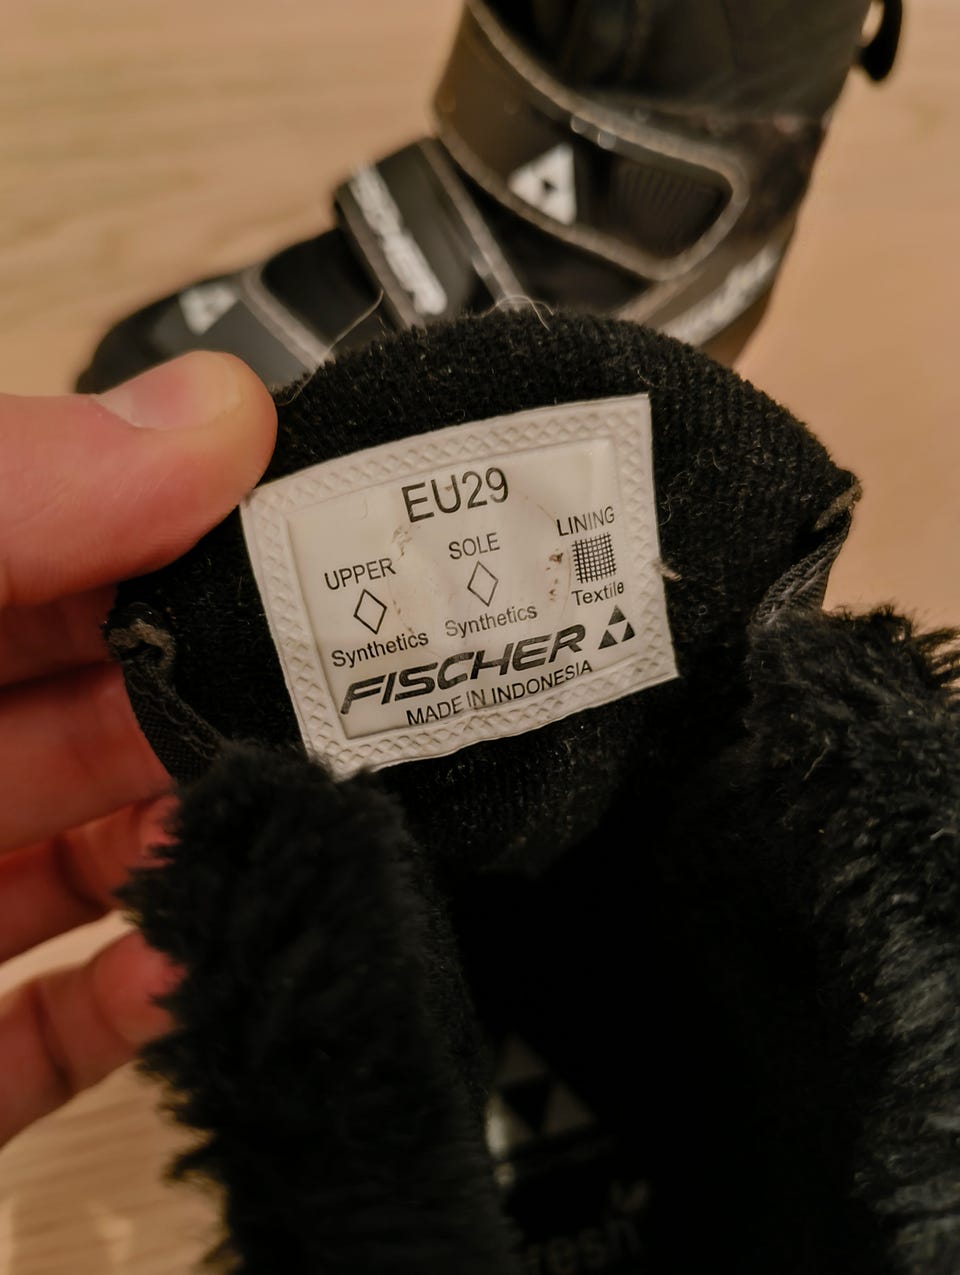 EU29
UPPER
SOLE
LINING
Synthetics
Synthetics
Textile
FISCHER
MADE IN INDONESIA